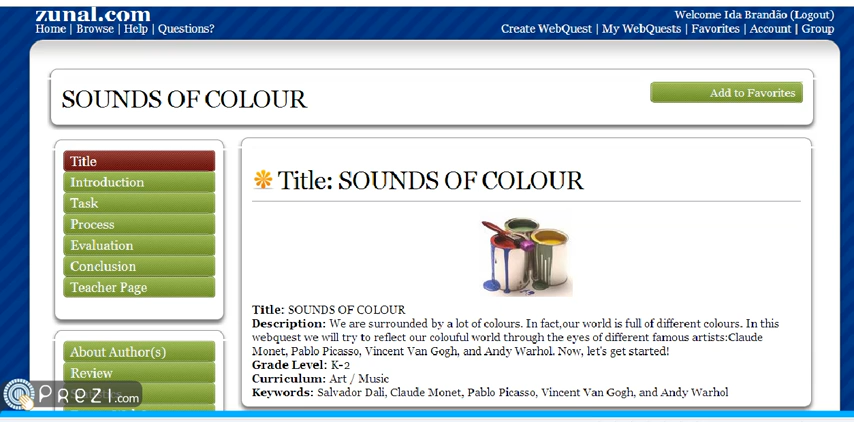 zunal.com
Welcome Ida Brandão (Logout)
Home | Browse | Help | Questions?
Create WebQuest | My WebQuests | Favorites | Account | Group
SOUNDS OF COLOUR
Add to Favorites
Title
Introduction
Task
Process
Evaluation
Conclusion
Teacher Page
About Author(s)
Review
Prezi.com
Title: SOUNDS OF COLOUR
Title: SOUNDS OF COLOUR
Description: We are surrounded by a lot of colours. In fact,our world is full of different colours. In this
webquest we will try to reflect our colouful world through the eyes of different famous artists:Claude
Monet, Pablo Picasso, Vincent Van Gogh, and Andy Warhol. Now, let's get started!
Grade Level: K-2
Curriculum: Art / Music
Keywords: Salvador Dali, Claude Monet, Pablo Picasso, Vincent Van Gogh, and Andy Warhol